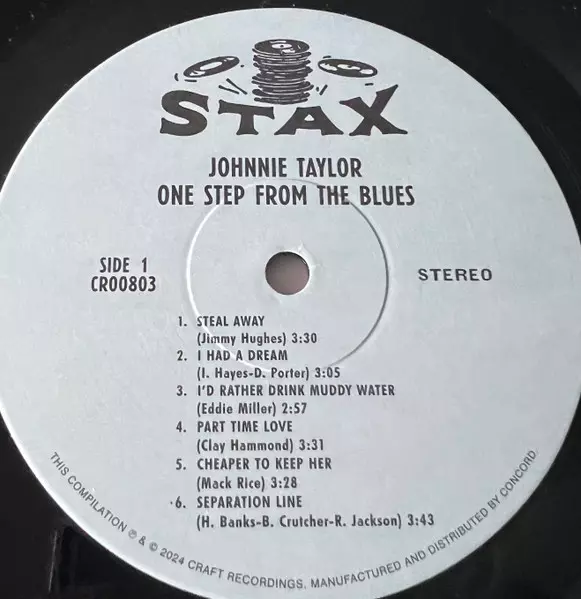 STAX
JOHNNIE TAYLOR
ONE STEP FROM THE BLUES
SIDE 1
CR00803
STEREO
1. STEAL AWAY
(Jimmy Hughes) 3:30
2. I HAD A DREAM
(I. Hayes-D. Porter) 3:05
3. I'D RATHER DRINK MUDDY WATER
(Eddie Miller) 2:57
4. PART TIME LOVE
(Clay Hammond) 3:31
5. CHEAPER TO KEEP HER
(Mack Rice) 3:28
6. SEPARATION LINE
(H. Banks-B. Crutcher-R. Jackson) 3:43
THIS COMPILATION ℗ & © 2024 CRAFT RECORDINGS. MANUFACTURED AND DISTRIBUTED BY CONCORD.